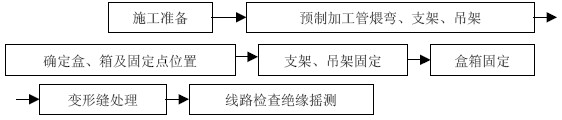 施工准备 预制加工管煨弯、支架、吊架
确定盒、箱及固定点位置 支架、吊架固定 盒箱固定
变形缝处理 线路检查绝缘摇测